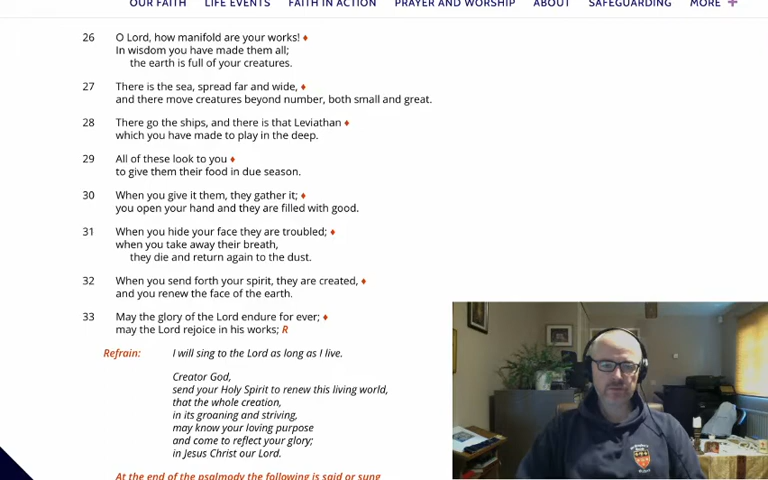 OUR FAITH LIFE EVENTS FAITH IN ACTION PRAYER AND WORSHIP ABOUT SAFEGUARDING MORE +
26 O Lord, how manifold are your works! ♦
In wisdom you have made them all;
the earth is full of your creatures.
27 There is the sea, spread far and wide, ♦
and there move creatures beyond number, both small and great.
28 There go the ships, and there is that Leviathan ♦
which you have made to play in the deep.
29 All of these look to you ♦
to give them their food in due season.
30 When you give it them, they gather it; ♦
you open your hand and they are filled with good.
31 When you hide your face they are troubled; ♦
when you take away their breath,
they die and return again to the dust.
32 When you send forth your spirit, they are created, ♦
and you renew the face of the earth.
33 May the glory of the Lord endure for ever; ♦
may the Lord rejoice in his works; R
Refrain: I will sing to the Lord as long as I live.
Creator God,
send your Holy Spirit to renew this living world,
that the whole creation,
in its groaning and striving,
may know your loving purpose
and come to reflect your glory;
in Jesus Christ our Lord.
At the end of the psalmody the following is said or sung